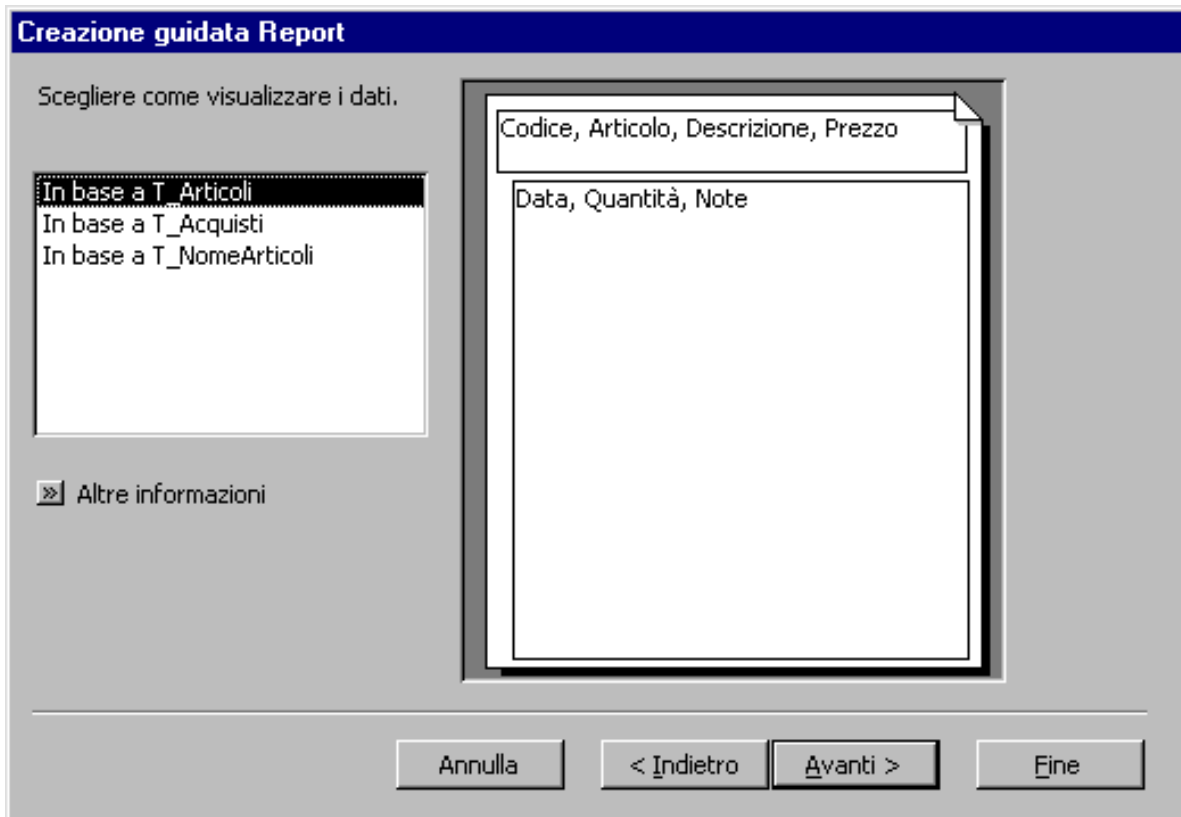 Creazione guidata Report
Scegliere come visualizzare i dati.
In base a T_Articoli
In base a T_Acquisti
In base a T_NomeArticoli
Codice, Articolo, Descrizione, Prezzo
Data, Quantità, Note
» Altre informazioni
Annulla
< Indietro
Avanti >
Fine